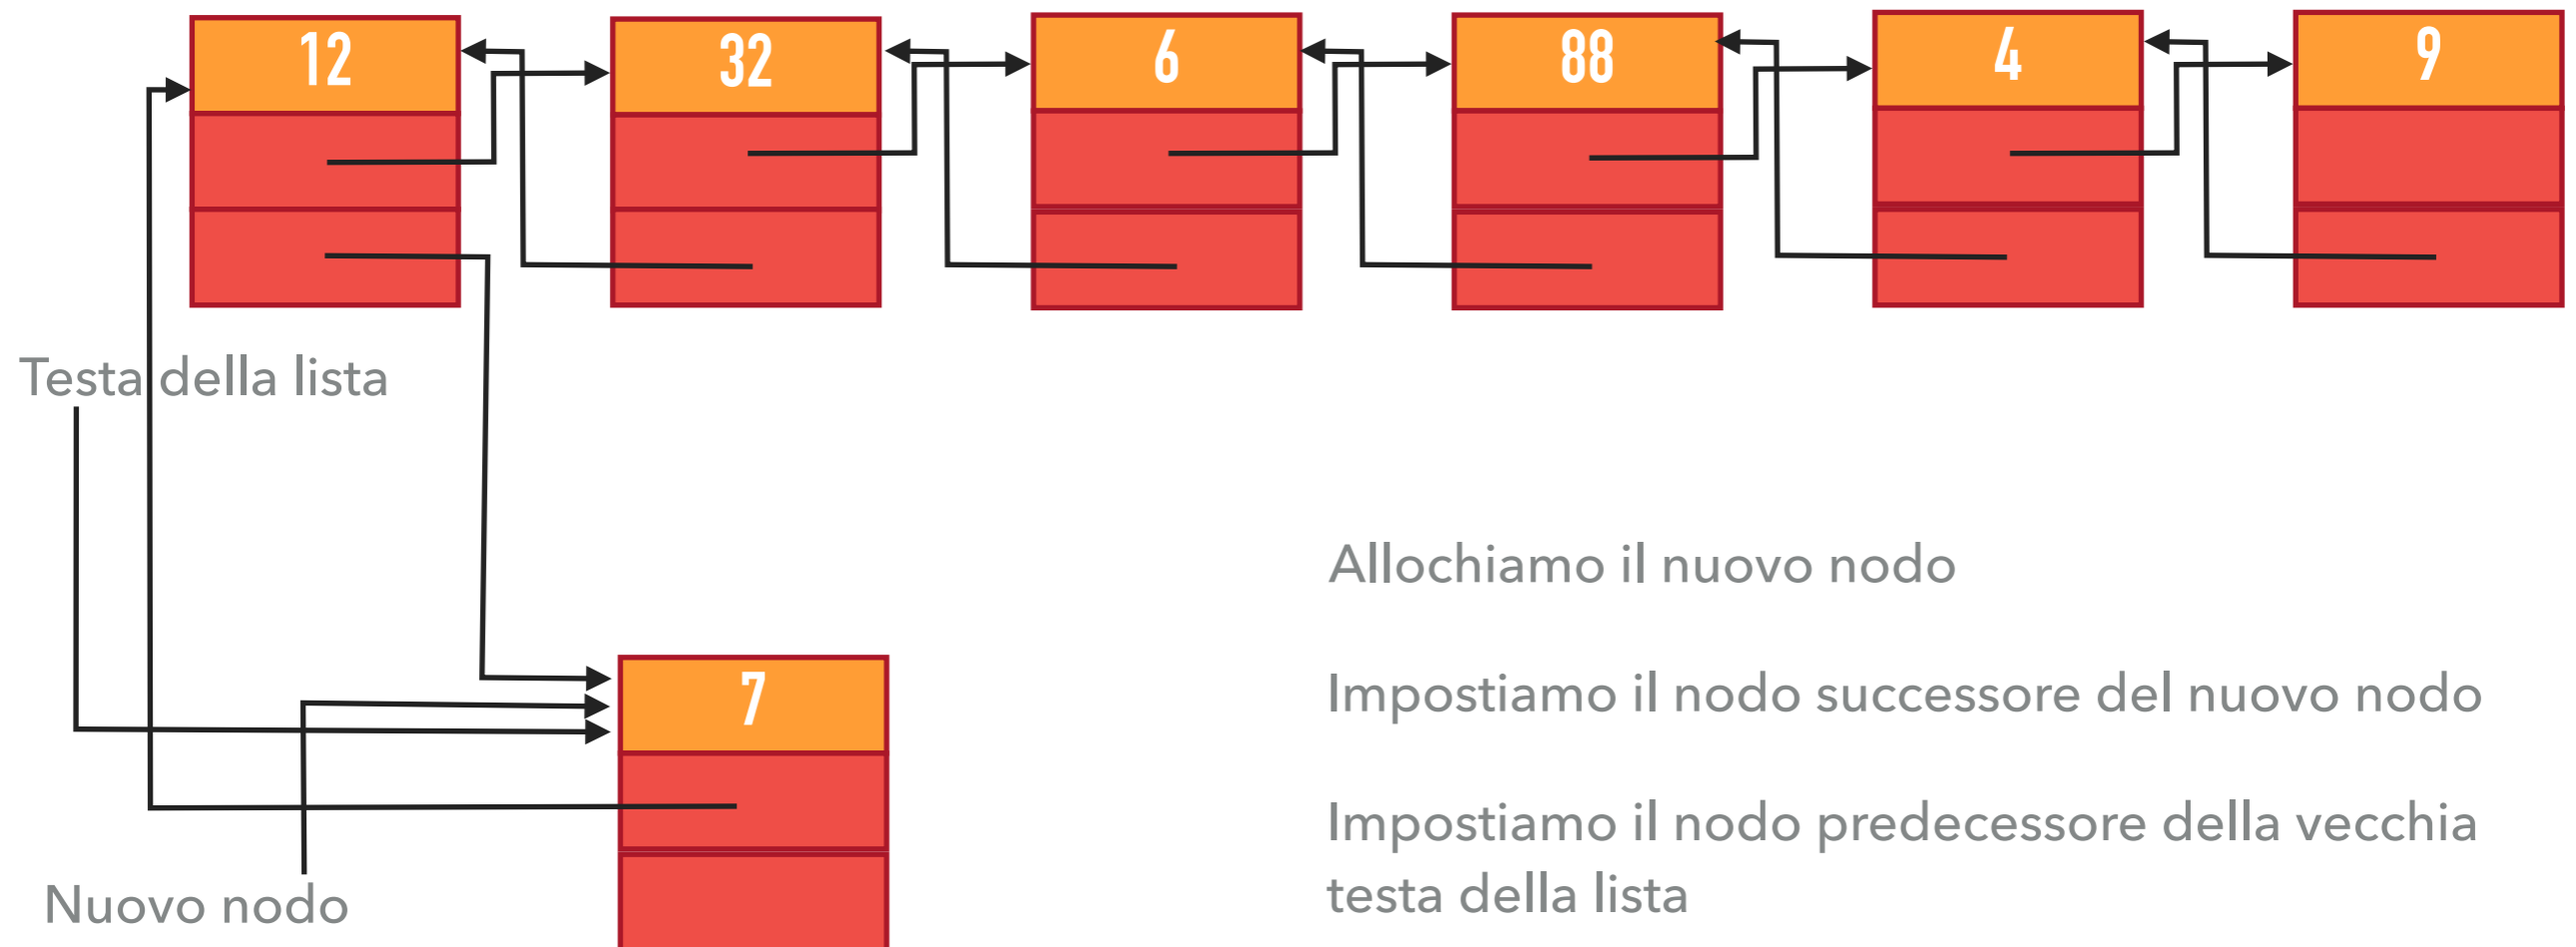 12
32
6
88
4
9
Testa della lista
Allochiamo il nuovo nodo
7
Impostiamo il nodo successore del nuovo nodo
Impostiamo il nodo predecessore della vecchia
testa della lista
Nuovo nodo